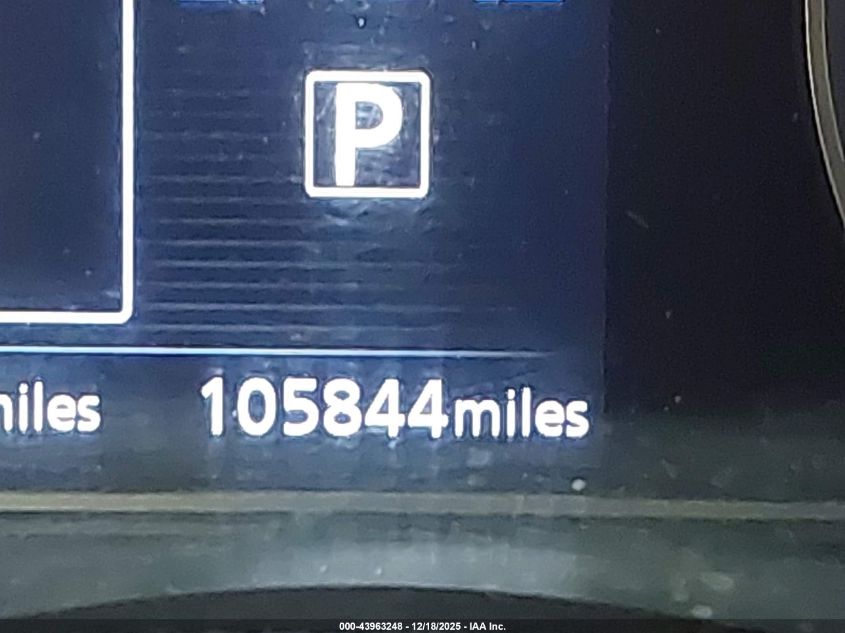 P
miles 105844miles
000-43963248 - 12/18/2025 - IAA Inc.